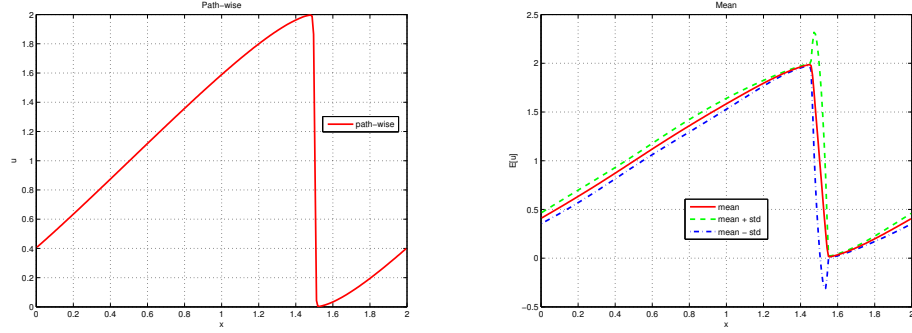 Path−wise
2
1.8
1.6
1.4
1.2
1
0.8
0.6
0.4
0.2
0
u
path−wise
0 0.2 0.4 0.6 0.8 1 1.2 1.4 1.6 1.8 2
x
Mean
2.5
2
1.5
1
0.5
0
−0.5
E[u]
mean
mean + std
mean − std
0 0.2 0.4 0.6 0.8 1 1.2 1.4 1.6 1.8 2
x